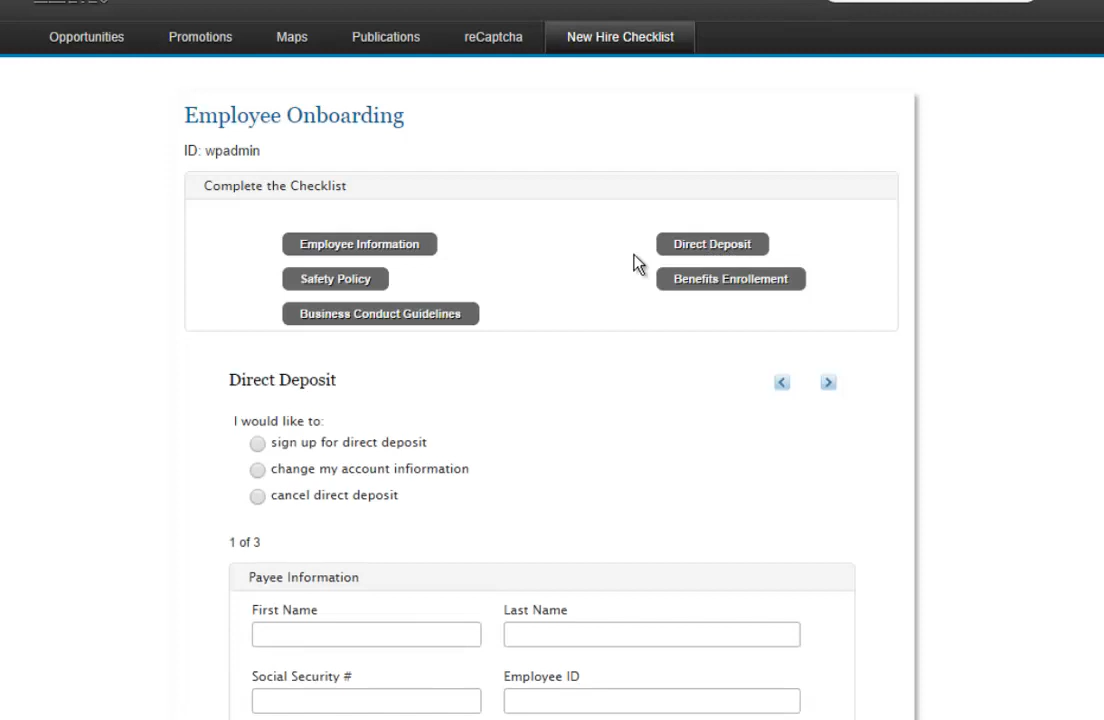 Opportunities Promotions Maps Publications reCaptcha New Hire Checklist
Employee Onboarding
ID: wpadmin
Complete the Checklist
Employee Information Direct Deposit
Safety Policy Benefits Enrollement
Business Conduct Guidelines
Direct Deposit
I would like to:
sign up for direct deposit
change my account infiormation
cancel direct deposit
1 of 3
Payee Information
First Name Last Name
Social Security # Employee ID